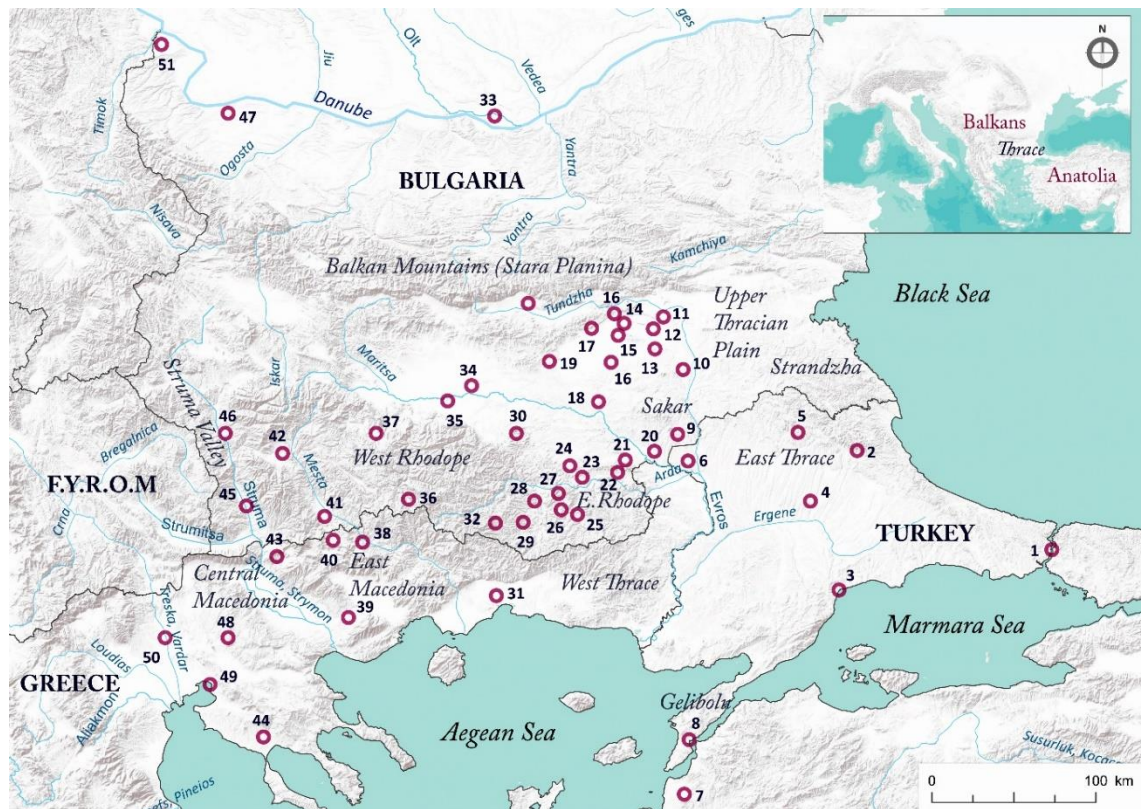 Olt
Vedea
ges
Jiu
51
Timok
47
Danube
33
Ogosta
Yantra
BULGARIA
Nisava
Yantra
Kamchiya
Balkan Mountains (Stara Planina)
N
Balkans
Thrace
Anatolia
Black Sea
Tundzha
16
14
11
Upper
Thracian
Plain
17
15
12
13
19
16
10
Strandzha
Struma Valley
Iskar
Maritsa
34
35
18
Sakar
46
42
37
30
9
5
2
Bregalnica
Mesta
West Rhodope
24
23
21
20
East Thrace
22
Arda
6
F.Y.R.O.M
45
Struma
41
36
28
27
E.Rhodope
26
25
4
Crna
Strumitsa
32
29
Evros
Ergene
TURKEY
43
40
38
1
Central
Macedonia
Struma, Strymon
East
Macedonia
31
West Thrace
3
39
Treska, Vardar
48
50
Loudias
Marmara Sea
GREECE
49
Aliakmon
Gelibolu
44
Aegean Sea
8
Susurluk, Kocaç
Pineios
7
0
100 km